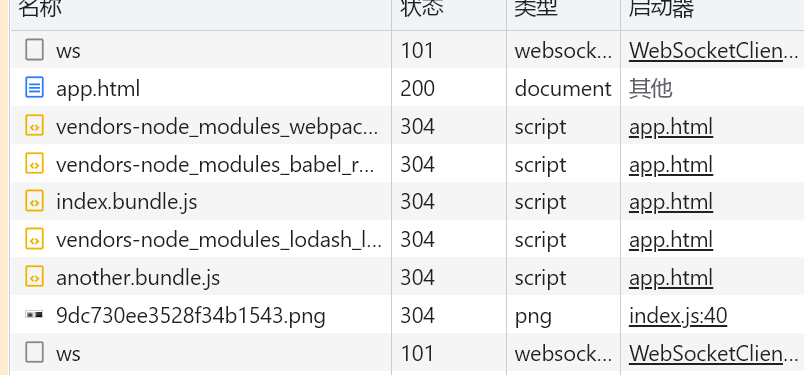 名称 状态 类型 启动器
ws 101 websock... WebSocketClien...
app.html 200 document 其他
vendors-node_modules_webpac... 304 script app.html
vendors-node_modules_babel_r... 304 script app.html
index.bundle.js 304 script app.html
vendors-node_modules_lodash_l... 304 script app.html
another.bundle.js 304 script app.html
9dc730ee3528f34b1543.png 304 png index.js:40
ws 101 websock... WebSocketClien...